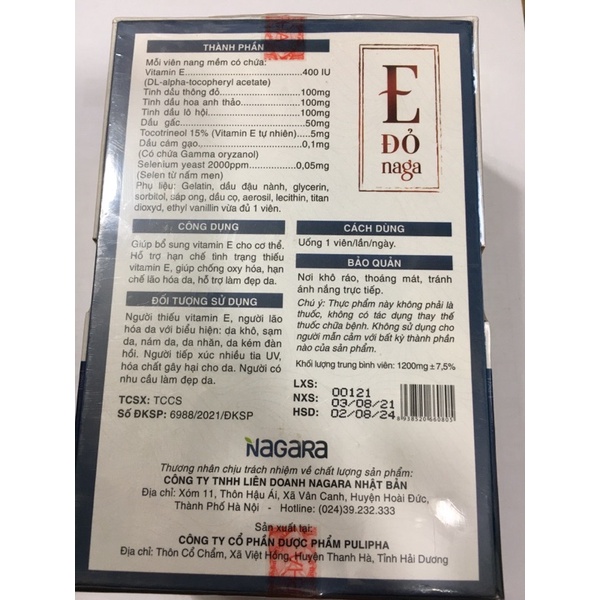 THÀNH PHẦN
Mỗi viên nang mềm có chứa:
Vitamin E..................400 IU
(DL-alpha-tocopheryl acetate)
Tinh dầu thông đỏ..................100mg
Tinh dầu hoa anh thảo..................100mg
Tinh dầu lô hội..................100mg
Dầu gấc..................50mg
Tocotrineol 15% (Vitamin E tự nhiên)......5mg
Dầu cám gạo..................0,1mg
(Có chứa Gamma oryzanol)
Selenium yeast 2000ppm..................0,05mg
(Selen từ nấm men)
Phụ liệu: Gelatin, dầu đậu nành, glycerin,
sorbitol, sáp ong, dầu cọ, aerosil, lecithin, titan
dioxyd, ethyl vanillin vừa đủ 1 viên.
E
ĐỎ
naga
CÔNG DỤNG
Giúp bổ sung vitamin E cho cơ thể.
Hỗ trợ hạn chế tình trạng thiếu
vitamin E, giúp chống oxy hóa, hạn
chế lão hóa da, hỗ trợ làm đẹp da.
ĐỐI TƯỢNG SỬ DỤNG
Người thiếu vitamin E, người lão
hóa da với biểu hiện: da khô, sạm
da, nám da, da nhăn, da kém đàn
hồi. Người tiếp xúc nhiều tia UV,
hóa chất gây hại cho da. Người có
nhu cầu làm đẹp da.
TCSX: TCCS
Số ĐKSP: 6988/2021/ĐKSP
CÁCH DÙNG
Uống 1 viên/lần/ngày.
BẢO QUẢN
Nơi khô ráo, thoáng mát, tránh
ánh nắng trực tiếp.
Chú ý: Thực phẩm này không phải là
thuốc, không có tác dụng thay thế
thuốc chữa bệnh. Không sử dụng cho
người mẫn cảm với bất kỳ thành phần
nào của sản phẩm.
Khối lượng trung bình viên: 1200mg ± 7,5%
LXS: 00121
NXS: 03/08/21
HSD: 02/08/24
8 938520 660805
NAGARA
Thương nhân chịu trách nhiệm về chất lượng sản phẩm:
CÔNG TY TNHH LIÊN DOANH NAGARA NHẬT BẢN
Địa chỉ: Xóm 11, Thôn Hậu Ái, Xã Vân Canh, Huyện Hoài Đức,
Thành Phố Hà Nội - Hotline: (024)39.232.333
Sản xuất tại:
CÔNG TY CỔ PHẦN DƯỢC PHẨM PULIPHA
Địa chỉ: Thôn Cổ Chẩm, Xã Việt Hồng, Huyện Thanh Hà, Tỉnh Hải Dương